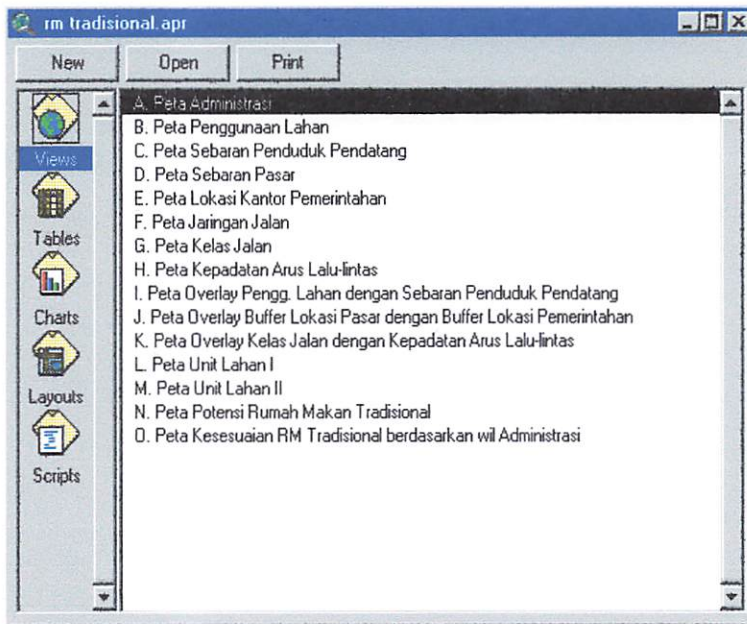 rm tradisional.apr
New Open Print
Views
Tables
Charts
Layouts
Scripts
A. Peta Administrasi
B. Peta Penggunaan Lahan
C. Peta Sebaran Penduduk Pendatang
D. Peta Sebaran Pasar
E. Peta Lokasi Kantor Pemerintahan
F. Peta Jaringan Jalan
G. Peta Kelas Jalan
H. Peta Kepadatan Arus Lalu-lintas
I. Peta Overlay Pengg. Lahan dengan Sebaran Penduduk Pendatang
J. Peta Overlay Buffer Lokasi Pasar dengan Buffer Lokasi Pemerintahan
K. Peta Overlay Kelas Jalan dengan Kepadatan Arus Lalu-lintas
L. Peta Unit Lahan I
M. Peta Unit Lahan II
N. Peta Potensi Rumah Makan Tradisional
O. Peta Kesesuaian RM Tradisional berdasarkan wil Administrasi